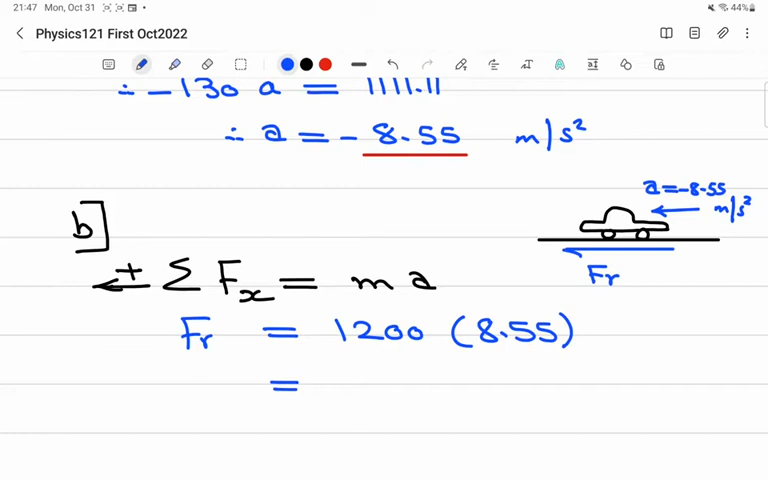 21:47 Mon, Oct 31 44%
Physics121 First Oct2022
∴ -130 a = 1111.11
∴ a = - 8.55 m/s²
a=-8.55
m/s²
b]
Fr
+ Σ Fx = m a
Fr = 1200 (8.55)
=